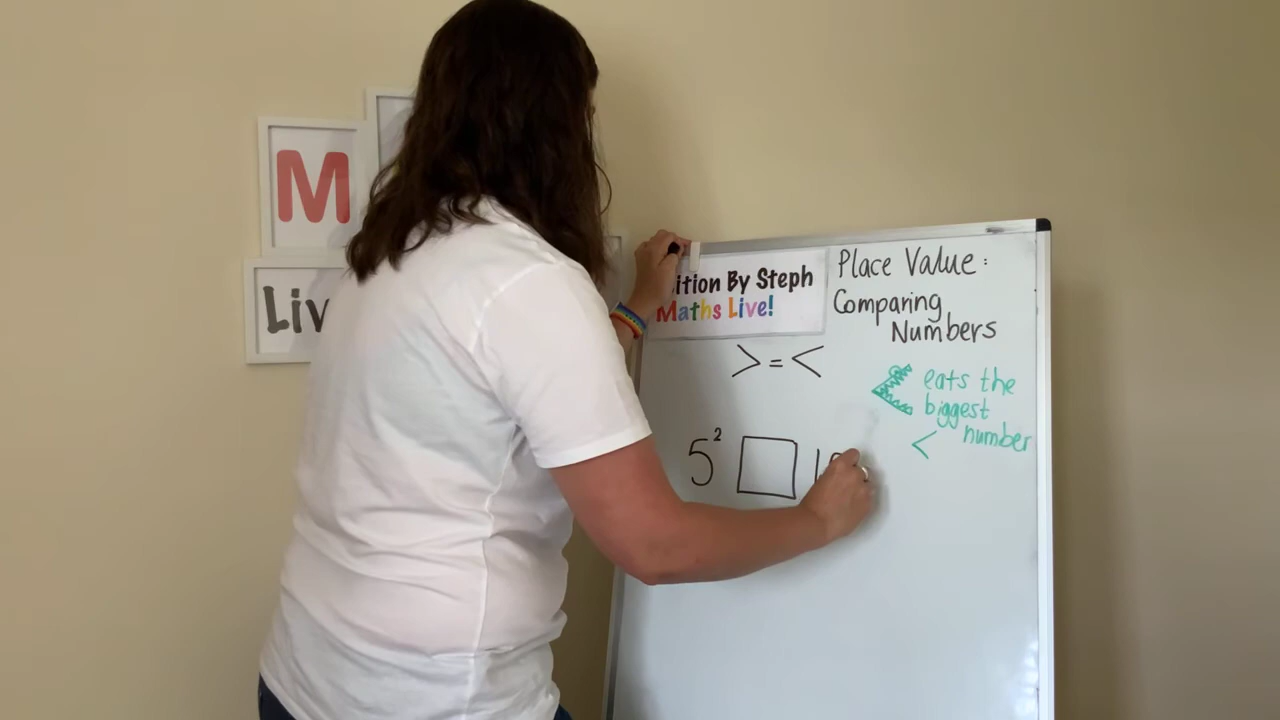 M
Liv
ition By Steph
Maths Live!
Place Value:
Comparing
Numbers
> = <
eats the
biggest
number
<
5² □